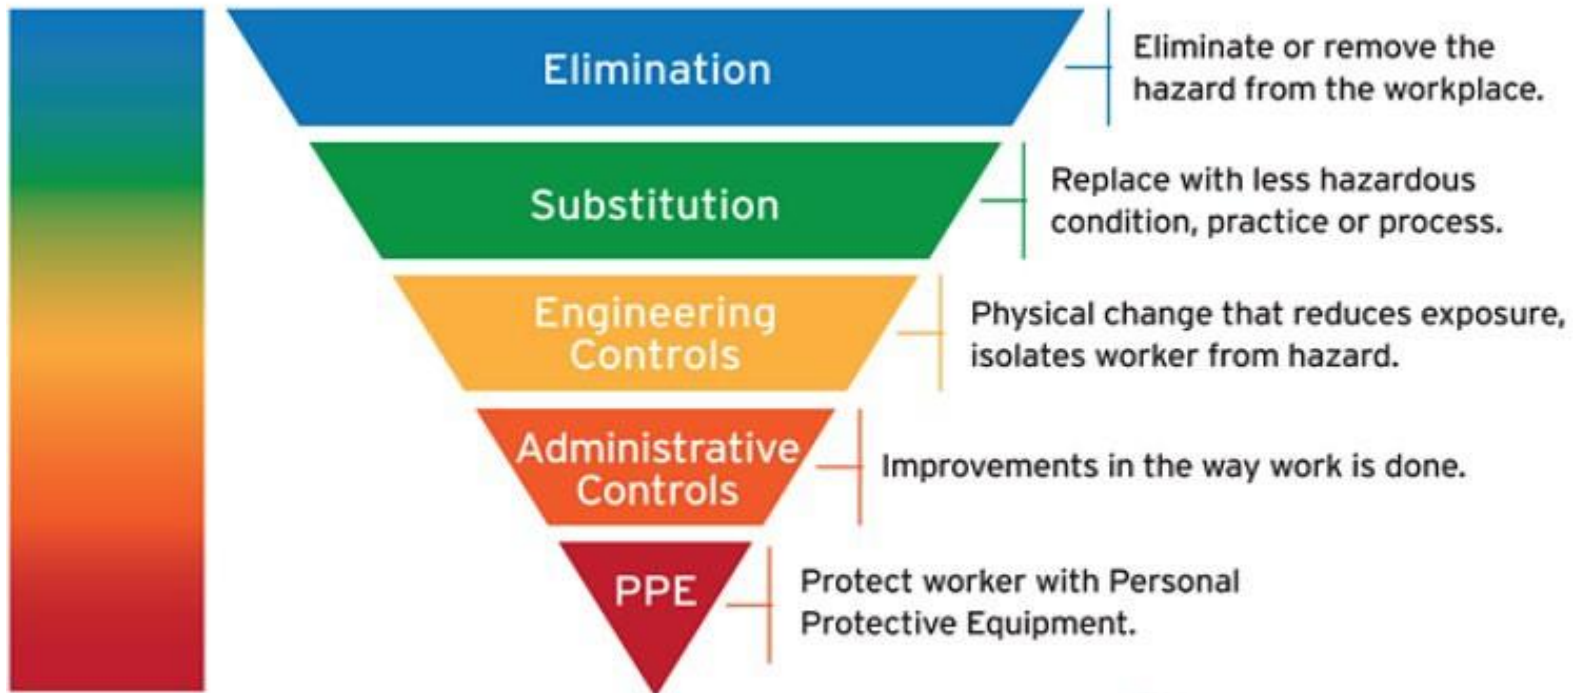 Elimination
Eliminate or remove the
hazard from the workplace.
Substitution
Replace with less hazardous
condition, practice or process.
Engineering
Controls
Physical change that reduces exposure,
isolates worker from hazard.
Administrative
Controls
Improvements in the way work is done.
PPE
Protect worker with Personal
Protective Equipment.